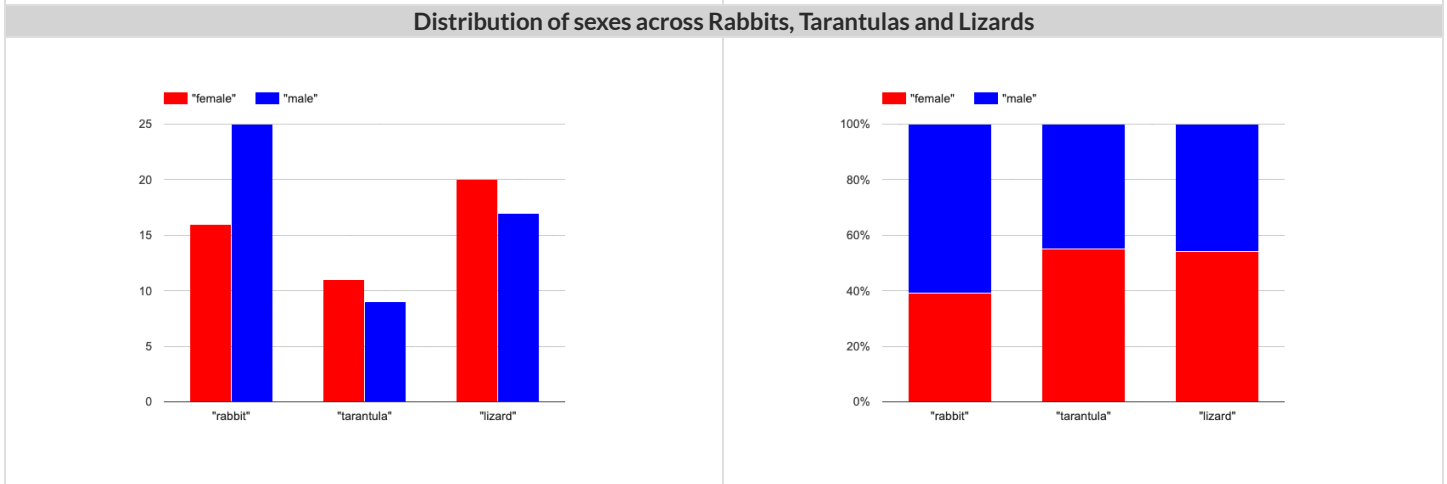 Distribution of sexes across Rabbits, Tarantulas and Lizards
"female" "male"
25
20
15
10
5
0
"rabbit" "tarantula" "lizard"
"female" "male"
100%
80%
60%
40%
20%
0%
"rabbit" "tarantula" "lizard"